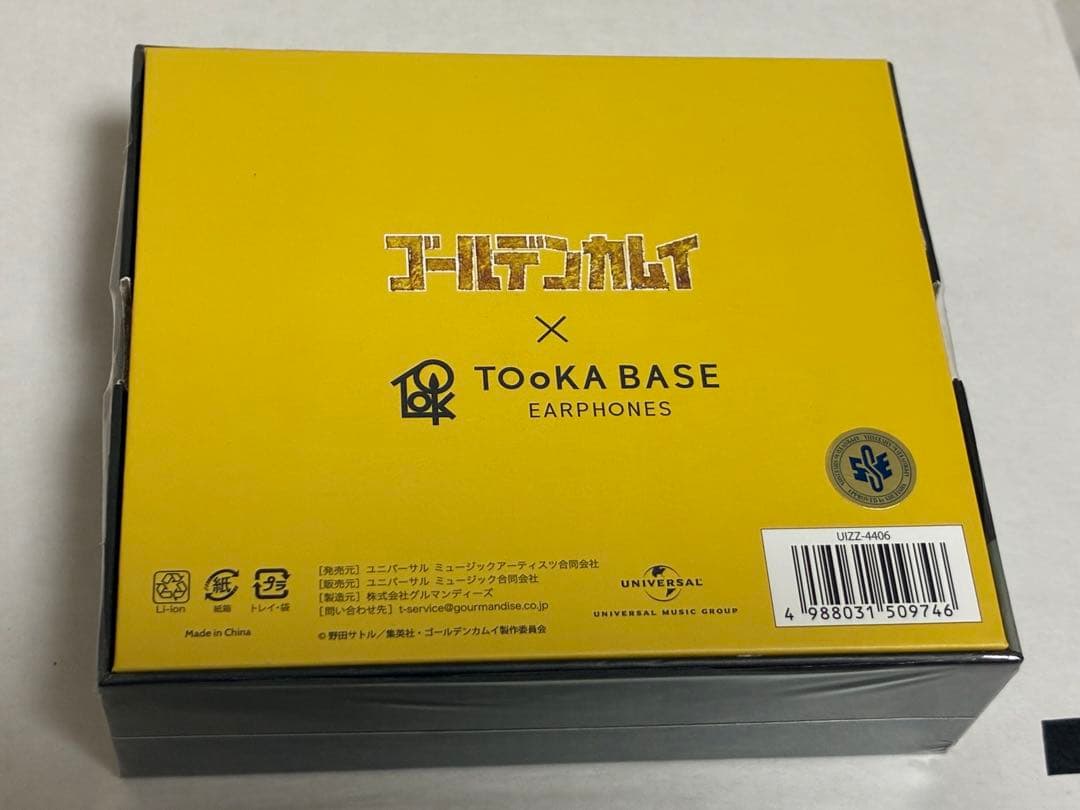 ゴールデンカムイ
×
TOoKA BASE
EARPHONES
UIZZ-4406
4 988031 509746
Li-ion
紙
紙箱
プラ
トレイ・袋
Made in China
[発売元] ユニバーサル ミュージックアーティスツ合同会社
[販売元] ユニバーサル ミュージック合同会社
[製造元] 株式会社グルマンディーズ
[問い合わせ先] t-service@gourmandise.co.jp
© 野田サトル／集英社・ゴールデンカムイ製作委員会
UNIVERSAL
UNIVERSAL MUSIC GROUP